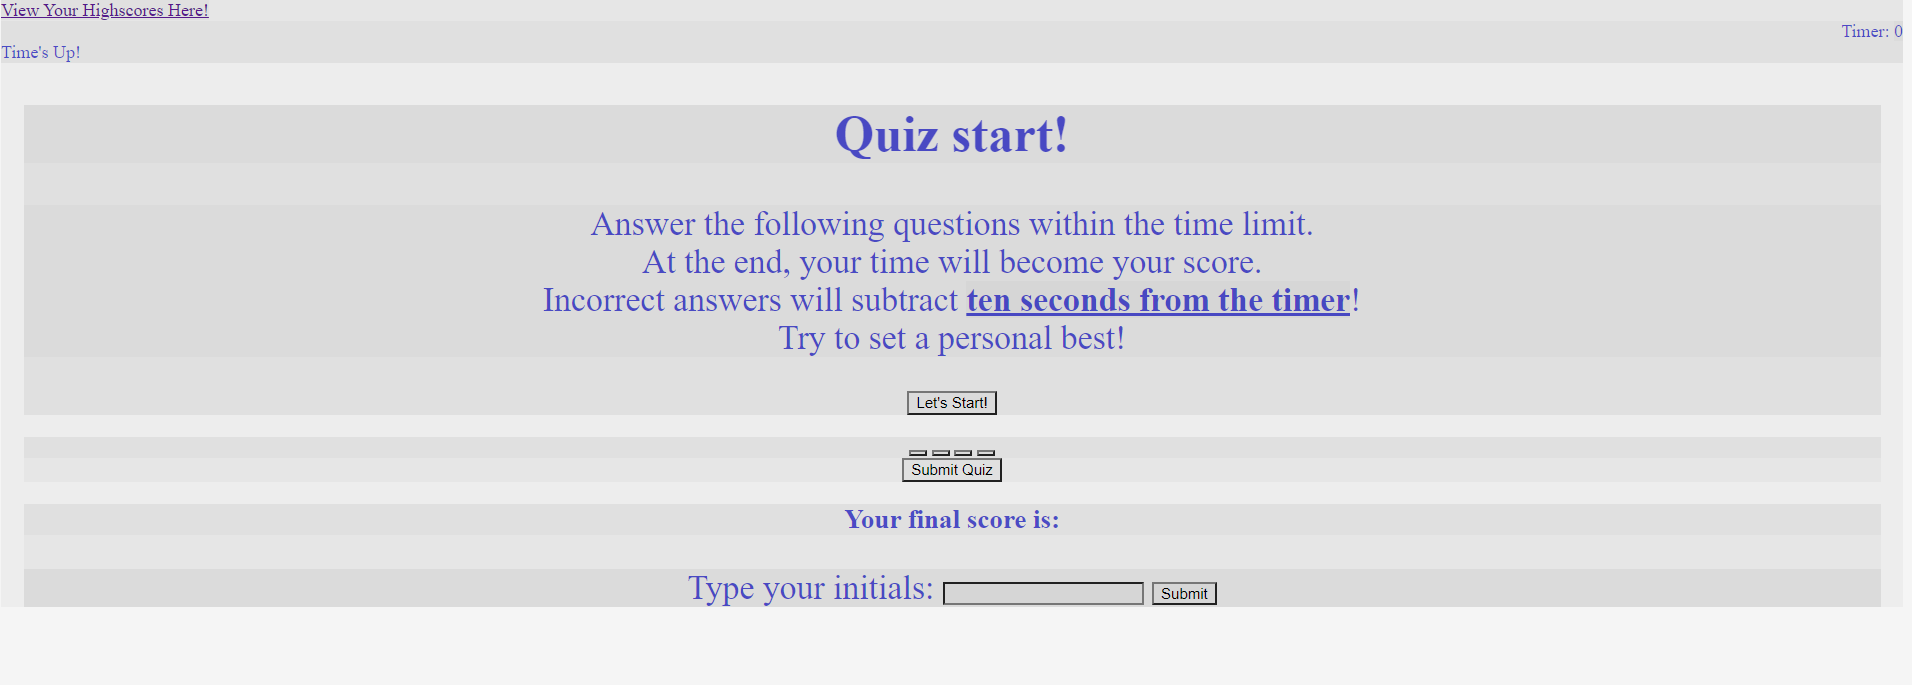 View Your Highscores Here!
Timer: 0
Time's Up!
Quiz start!
Answer the following questions within the time limit.
At the end, your time will become your score.
Incorrect answers will subtract ten seconds from the timer!
Try to set a personal best!
Let's Start!
Submit Quiz
Your final score is:
Type your initials: Submit